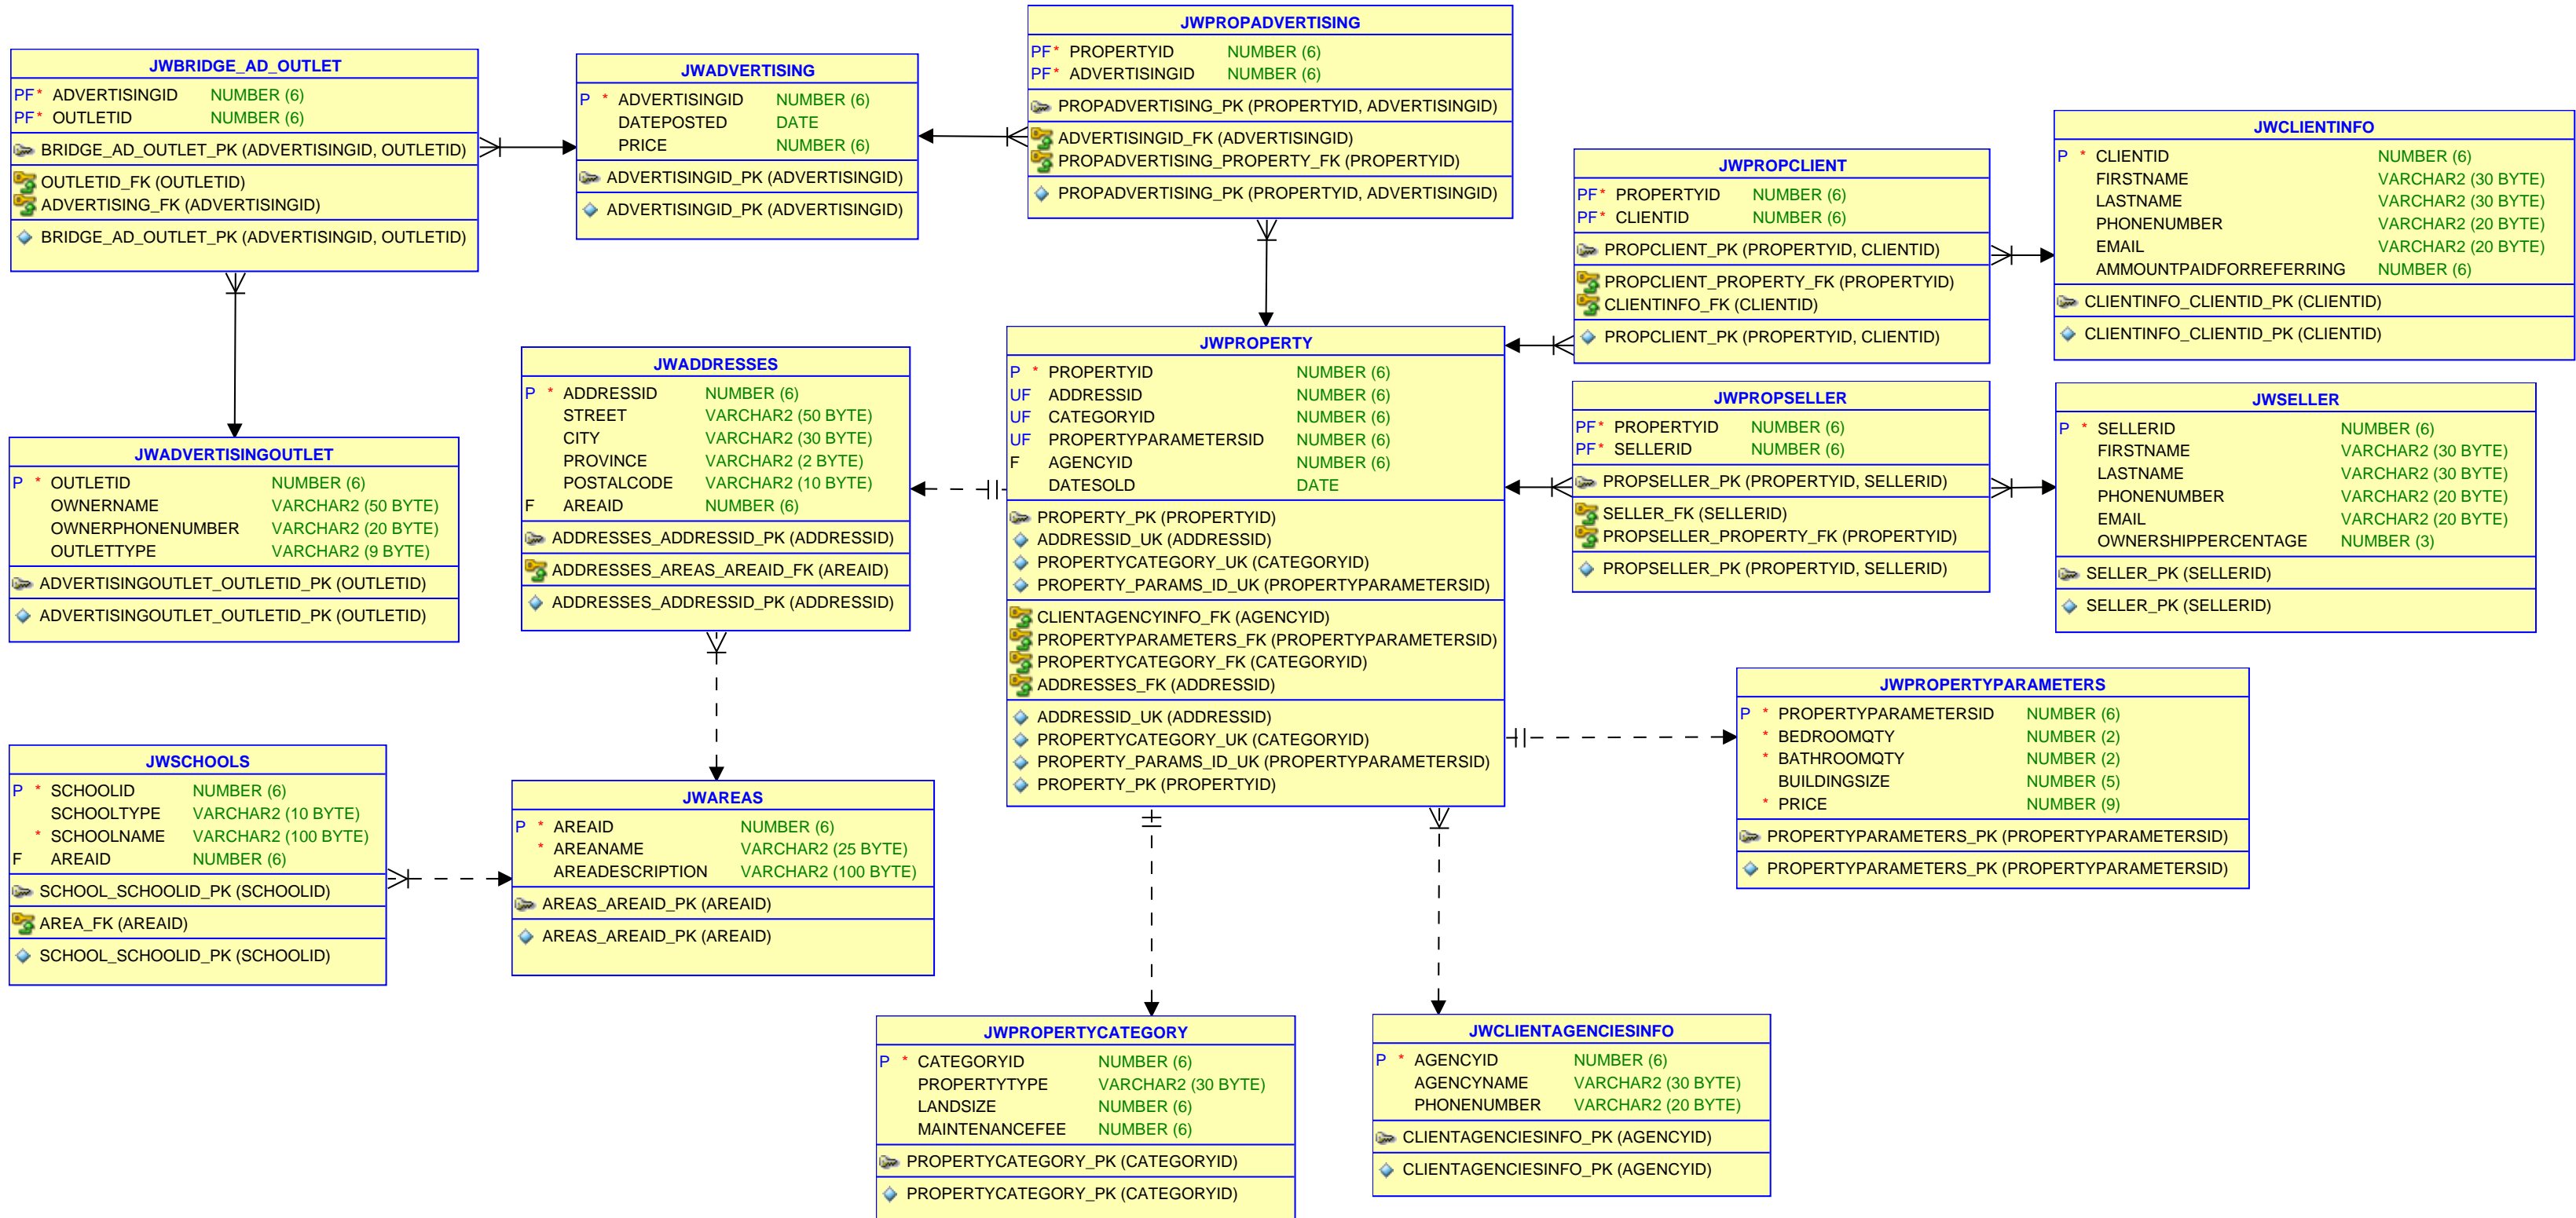 JWBRIDGE_AD_OUTLET
PF* ADVERTISINGID NUMBER (6)
PF* OUTLETID NUMBER (6)
BRIDGE_AD_OUTLET_PK (ADVERTISINGID, OUTLETID)
OUTLETID_FK (OUTLETID)
ADVERTISING_FK (ADVERTISINGID)
BRIDGE_AD_OUTLET_PK (ADVERTISINGID, OUTLETID)
JWADVERTISING
P * ADVERTISINGID NUMBER (6)
DATEPOSTED DATE
PRICE NUMBER (6)
ADVERTISINGID_PK (ADVERTISINGID)
ADVERTISINGID_PK (ADVERTISINGID)
JWPROPADVERTISING
PF* PROPERTYID NUMBER (6)
PF* ADVERTISINGID NUMBER (6)
PROPADVERTISING_PK (PROPERTYID, ADVERTISINGID)
ADVERTISINGID_FK (ADVERTISINGID)
PROPADVERTISING_PROPERTY_FK (PROPERTYID)
PROPADVERTISING_PK (PROPERTYID, ADVERTISINGID)
JWPROPCLIENT
PF* PROPERTYID NUMBER (6)
PF* CLIENTID NUMBER (6)
PROPCLIENT_PK (PROPERTYID, CLIENTID)
PROPCLIENT_PROPERTY_FK (PROPERTYID)
CLIENTINFO_FK (CLIENTID)
PROPCLIENT_PK (PROPERTYID, CLIENTID)
JWCLIENTINFO
P * CLIENTID NUMBER (6)
FIRSTNAME VARCHAR2 (30 BYTE)
LASTNAME VARCHAR2 (30 BYTE)
PHONENUMBER VARCHAR2 (20 BYTE)
EMAIL VARCHAR2 (20 BYTE)
AMMOUNTPAIDFORREFERRING NUMBER (6)
CLIENTINFO_CLIENTID_PK (CLIENTID)
CLIENTINFO_CLIENTID_PK (CLIENTID)
JWADVERTISINGOUTLET
P * OUTLETID NUMBER (6)
OWNERNAME VARCHAR2 (50 BYTE)
OWNERPHONENUMBER VARCHAR2 (20 BYTE)
OUTLETTYPE VARCHAR2 (9 BYTE)
ADVERTISINGOUTLET_OUTLETID_PK (OUTLETID)
ADVERTISINGOUTLET_OUTLETID_PK (OUTLETID)
JWADDRESSES
P * ADDRESSID NUMBER (6)
STREET VARCHAR2 (50 BYTE)
CITY VARCHAR2 (30 BYTE)
PROVINCE VARCHAR2 (2 BYTE)
POSTALCODE VARCHAR2 (10 BYTE)
F AREAID NUMBER (6)
ADDRESSES_ADDRESSID_PK (ADDRESSID)
ADDRESSES_AREAS_AREAID_FK (AREAID)
ADDRESSES_ADDRESSID_PK (ADDRESSID)
JWPROPERTY
P * PROPERTYID NUMBER (6)
UF ADDRESSID NUMBER (6)
UF CATEGORYID NUMBER (6)
UF PROPERTYPARAMETERSID NUMBER (6)
F AGENCYID NUMBER (6)
DATESOLD DATE
PROPERTY_PK (PROPERTYID)
ADDRESSID_UK (ADDRESSID)
PROPERTYCATEGORY_UK (CATEGORYID)
PROPERTY_PARAMS_ID_UK (PROPERTYPARAMETERSID)
CLIENTAGENCYINFO_FK (AGENCYID)
PROPERTYPARAMETERS_FK (PROPERTYPARAMETERSID)
PROPERTYCATEGORY_FK (CATEGORYID)
ADDRESSES_FK (ADDRESSID)
ADDRESSID_UK (ADDRESSID)
PROPERTYCATEGORY_UK (CATEGORYID)
PROPERTY_PARAMS_ID_UK (PROPERTYPARAMETERSID)
PROPERTY_PK (PROPERTYID)
JWPROPSELLER
PF* PROPERTYID NUMBER (6)
PF* SELLERID NUMBER (6)
PROPSELLER_PK (PROPERTYID, SELLERID)
SELLER_FK (SELLERID)
PROPSELLER_PROPERTY_FK (PROPERTYID)
PROPSELLER_PK (PROPERTYID, SELLERID)
JWSELLER
P * SELLERID NUMBER (6)
FIRSTNAME VARCHAR2 (30 BYTE)
LASTNAME VARCHAR2 (30 BYTE)
PHONENUMBER VARCHAR2 (20 BYTE)
EMAIL VARCHAR2 (20 BYTE)
OWNERSHIPPERCENTAGE NUMBER (3)
SELLER_PK (SELLERID)
SELLER_PK (SELLERID)
JWPROPERTYPARAMETERS
P * PROPERTYPARAMETERSID NUMBER (6)
* BEDROOMQTY NUMBER (2)
* BATHROOMQTY NUMBER (2)
BUILDINGSIZE NUMBER (5)
* PRICE NUMBER (9)
PROPERTYPARAMETERS_PK (PROPERTYPARAMETERSID)
PROPERTYPARAMETERS_PK (PROPERTYPARAMETERSID)
JWSCHOOLS
P * SCHOOLID NUMBER (6)
SCHOOLTYPE VARCHAR2 (10 BYTE)
* SCHOOLNAME VARCHAR2 (100 BYTE)
F AREAID NUMBER (6)
SCHOOL_SCHOOLID_PK (SCHOOLID)
AREA_FK (AREAID)
SCHOOL_SCHOOLID_PK (SCHOOLID)
JWAREAS
P * AREAID NUMBER (6)
* AREANAME VARCHAR2 (25 BYTE)
AREADESCRIPTION VARCHAR2 (100 BYTE)
AREAS_AREAID_PK (AREAID)
AREAS_AREAID_PK (AREAID)
JWPROPERTYCATEGORY
P * CATEGORYID NUMBER (6)
PROPERTYTYPE VARCHAR2 (30 BYTE)
LANDSIZE NUMBER (6)
MAINTENANCEFEE NUMBER (6)
PROPERTYCATEGORY_PK (CATEGORYID)
PROPERTYCATEGORY_PK (CATEGORYID)
JWCLIENTAGENCIESINFO
P * AGENCYID NUMBER (6)
AGENCYNAME VARCHAR2 (30 BYTE)
PHONENUMBER VARCHAR2 (20 BYTE)
CLIENTAGENCIESINFO_PK (AGENCYID)
CLIENTAGENCIESINFO_PK (AGENCYID)